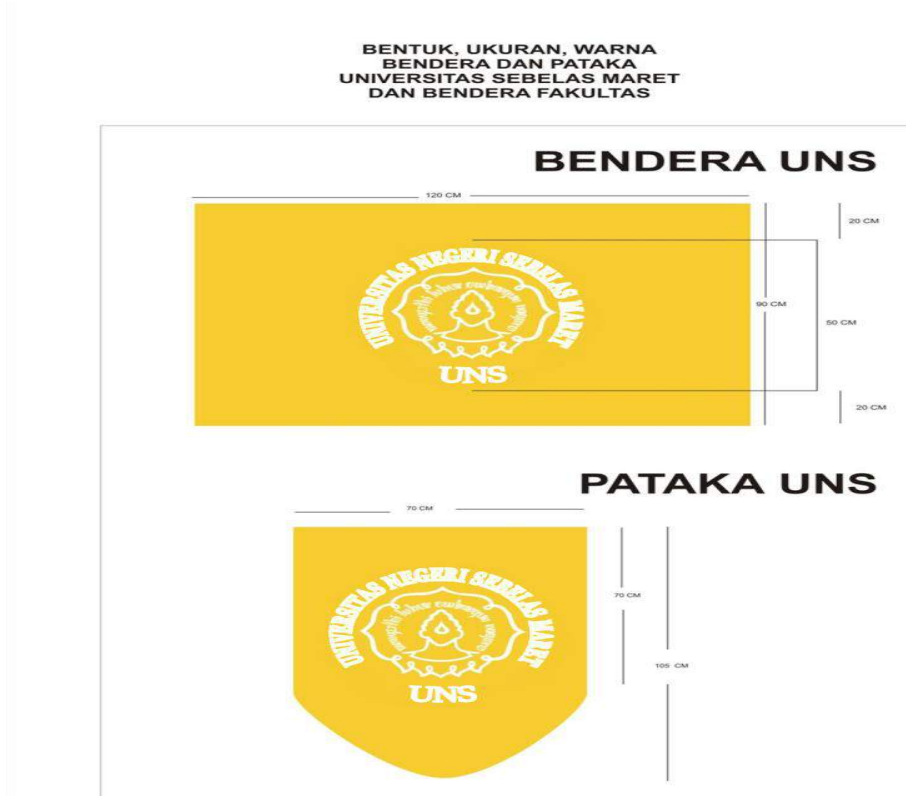 BENTUK, UKURAN, WARNA
BENDERA DAN PATAKA
UNIVERSITAS SEBELAS MARET
DAN BENDERA FAKULTAS
BENDERA UNS
120 CM
20 CM
UNIVERSITAS NEGERI SEBELAS MARET
90 CM
50 CM
UNS
20 CM
PATAKA UNS
70 CM
UNIVERSITAS NEGERI SEBELAS MARET
70 CM
105 CM
UNS